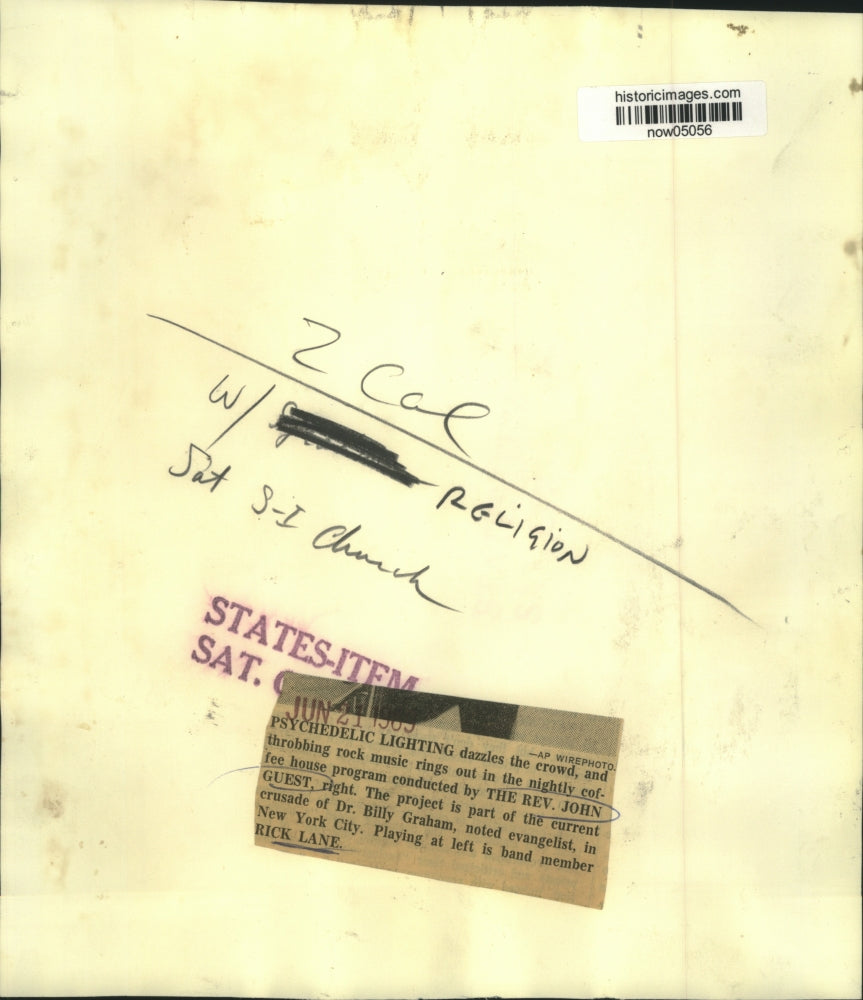 historicimages.com
now05056
2 Cal
W/
RELIGION
Sat S-I Church
STATES-ITEM
SAT.
JUN 21 1969
—AP WIREPHOTO.
PSYCHEDELIC LIGHTING dazzles the crowd, and
throbbing rock music rings out in the nightly cof-
fee house program conducted by THE REV. JOHN
GUEST, right. The project is part of the current
crusade of Dr. Billy Graham, noted evangelist, in
New York City. Playing at left is band member
RICK LANE.